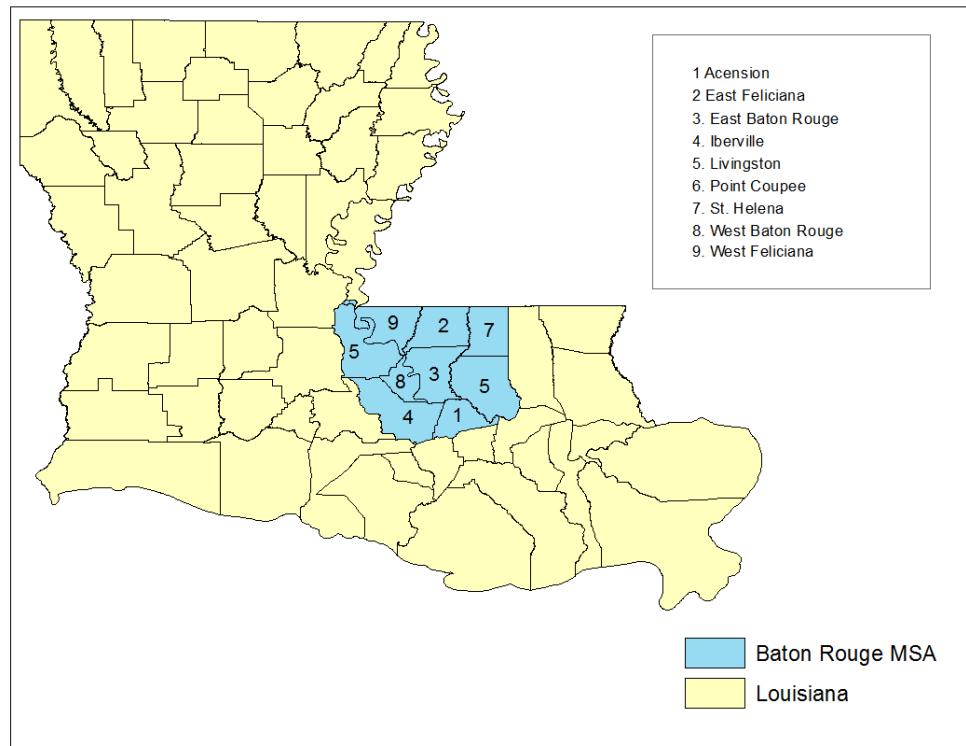 1 Acension
2 East Feliciana
3. East Baton Rouge
4. Iberville
5. Livingston
6. Point Coupee
7. St. Helena
8. West Baton Rouge
9. West Feliciana
9 2 7
5
3
8 5
4 1
Baton Rouge MSA
Louisiana